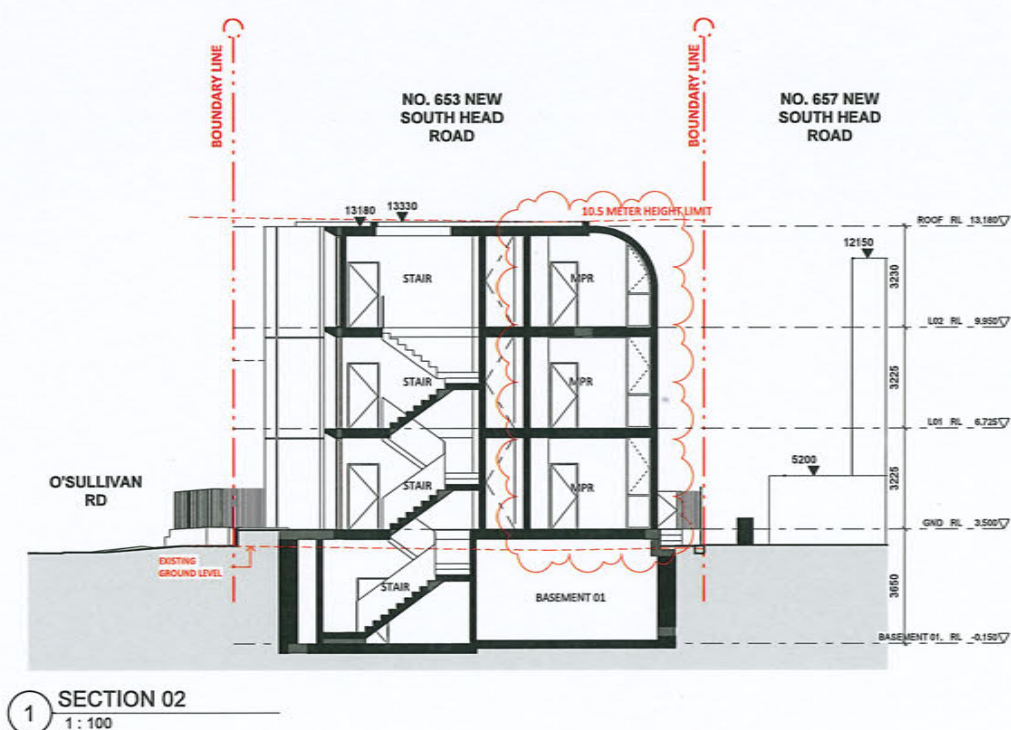 BOUNDARY LINE
BOUNDARY LINE
NO. 653 NEW
SOUTH HEAD
ROAD
NO. 657 NEW
SOUTH HEAD
ROAD
13180
13330
10.5 METER HEIGHT LIMIT
ROOF RL 13.180
12150
STAIR
MPR
3230
L02 RL 9.950
STAIR
MPR
3225
L01 RL 6.725
5200
O'SULLIVAN
RD
STAIR
MPR
3225
GND RL 3.500
EXISTING
GROUND LEVEL
STAIR
BASEMENT 01
3650
BASEMENT 01. RL -0.150
1
SECTION 02
1 : 100